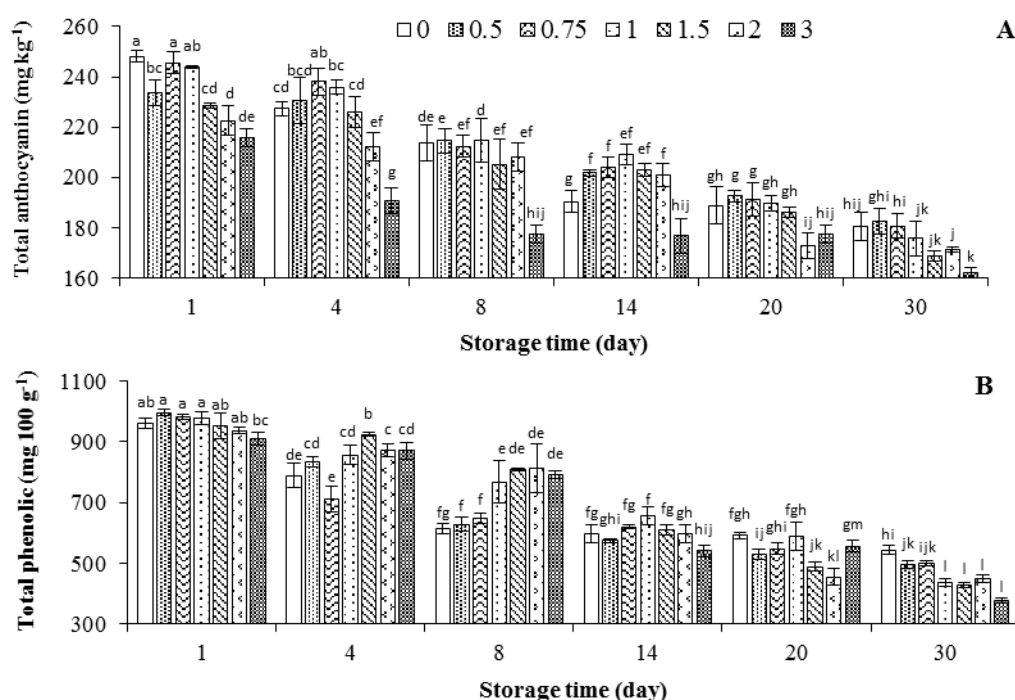 260
240
220
200
180
160
Total anthocyanin (mg kg-1)
0 0.5 0.75 1 1.5 2 3
A
a bc a ab cd d de
cd bcd ab bc cd ef g
de e ef d ef ef hij
g f f ef ef f hij
gh g g gh gh ij hij
hij ghi hi jk jk j k
1 4 8 14 20 30
Storage time (day)
1100
900
700
500
300
Total phenolic (mg 100 g-1)
B
ab a a a ab ab bc
de cd e cd b c cd
fg f f e de de de
fg ghi fg f fg gh hij
fgh ij ghi fgh jk kl gm
hi jk ijk l l l l
1 4 8 14 20 30
Storage time (day)